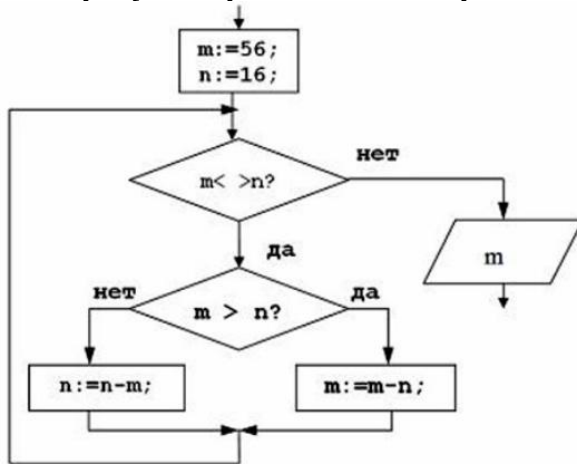 m:=56;
n:=16;
нет
m< >n?
m
да
нет
да
m > n?
n:=n-m;
m:=m-n;